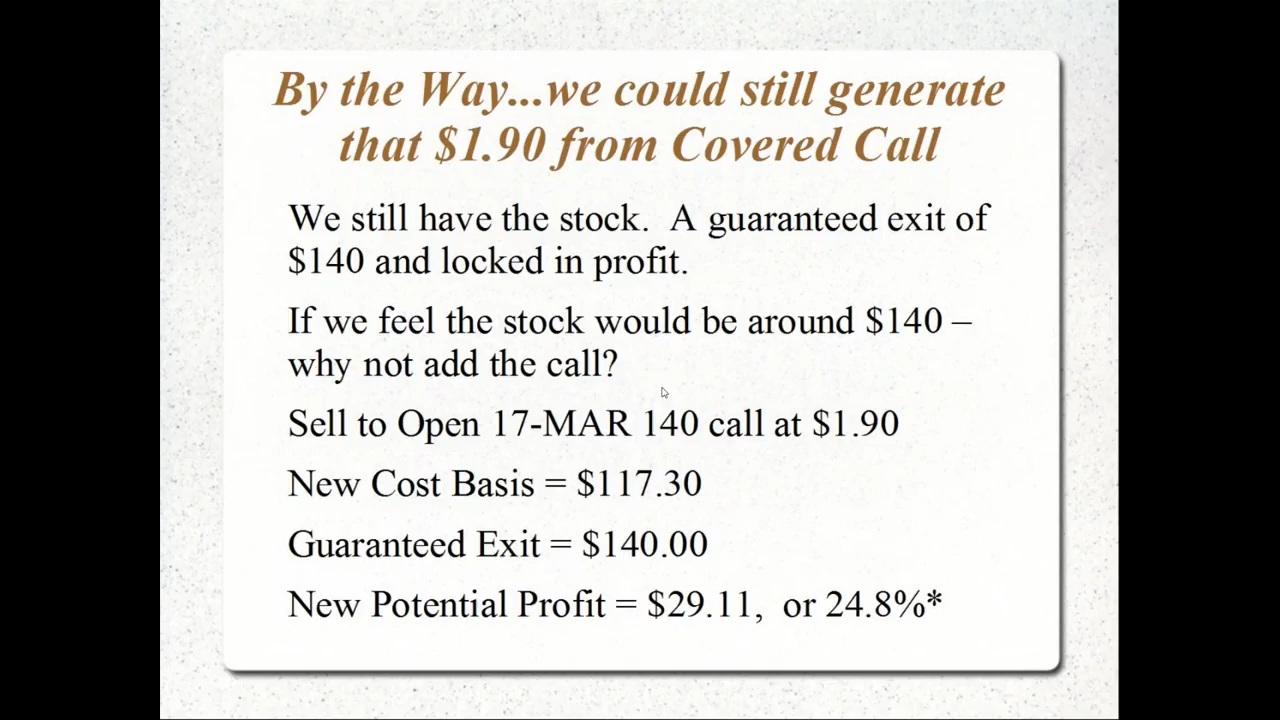 By the Way...we could still generate
that $1.90 from Covered Call
We still have the stock.  A guaranteed exit of
$140 and locked in profit.
If we feel the stock would be around $140 –
why not add the call?
Sell to Open 17-MAR 140 call at $1.90
New Cost Basis = $117.30
Guaranteed Exit = $140.00
New Potential Profit = $29.11,  or 24.8%*